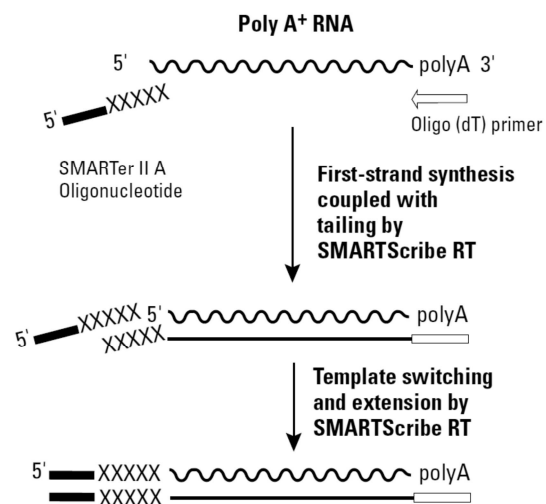 Poly A+ RNA
5' polyA 3'
5' XXXXX
Oligo (dT) primer
SMARTer II A
Oligonucleotide
First-strand synthesis
coupled with
tailing by
SMARTScribe RT
5' XXXXX 5' polyA
XXXXX
Template switching
and extension by
SMARTScribe RT
5' XXXXX polyA
XXXXX